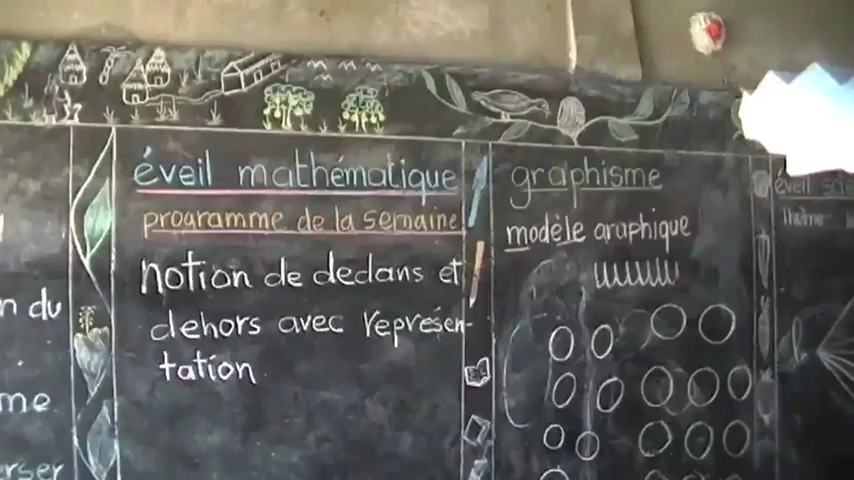 n du
me
erser
éveil mathématique
programme de la semaine
notion de dedans et
dehors avec représen-
tation
graphisme
modèle graphique
éveil
Thème